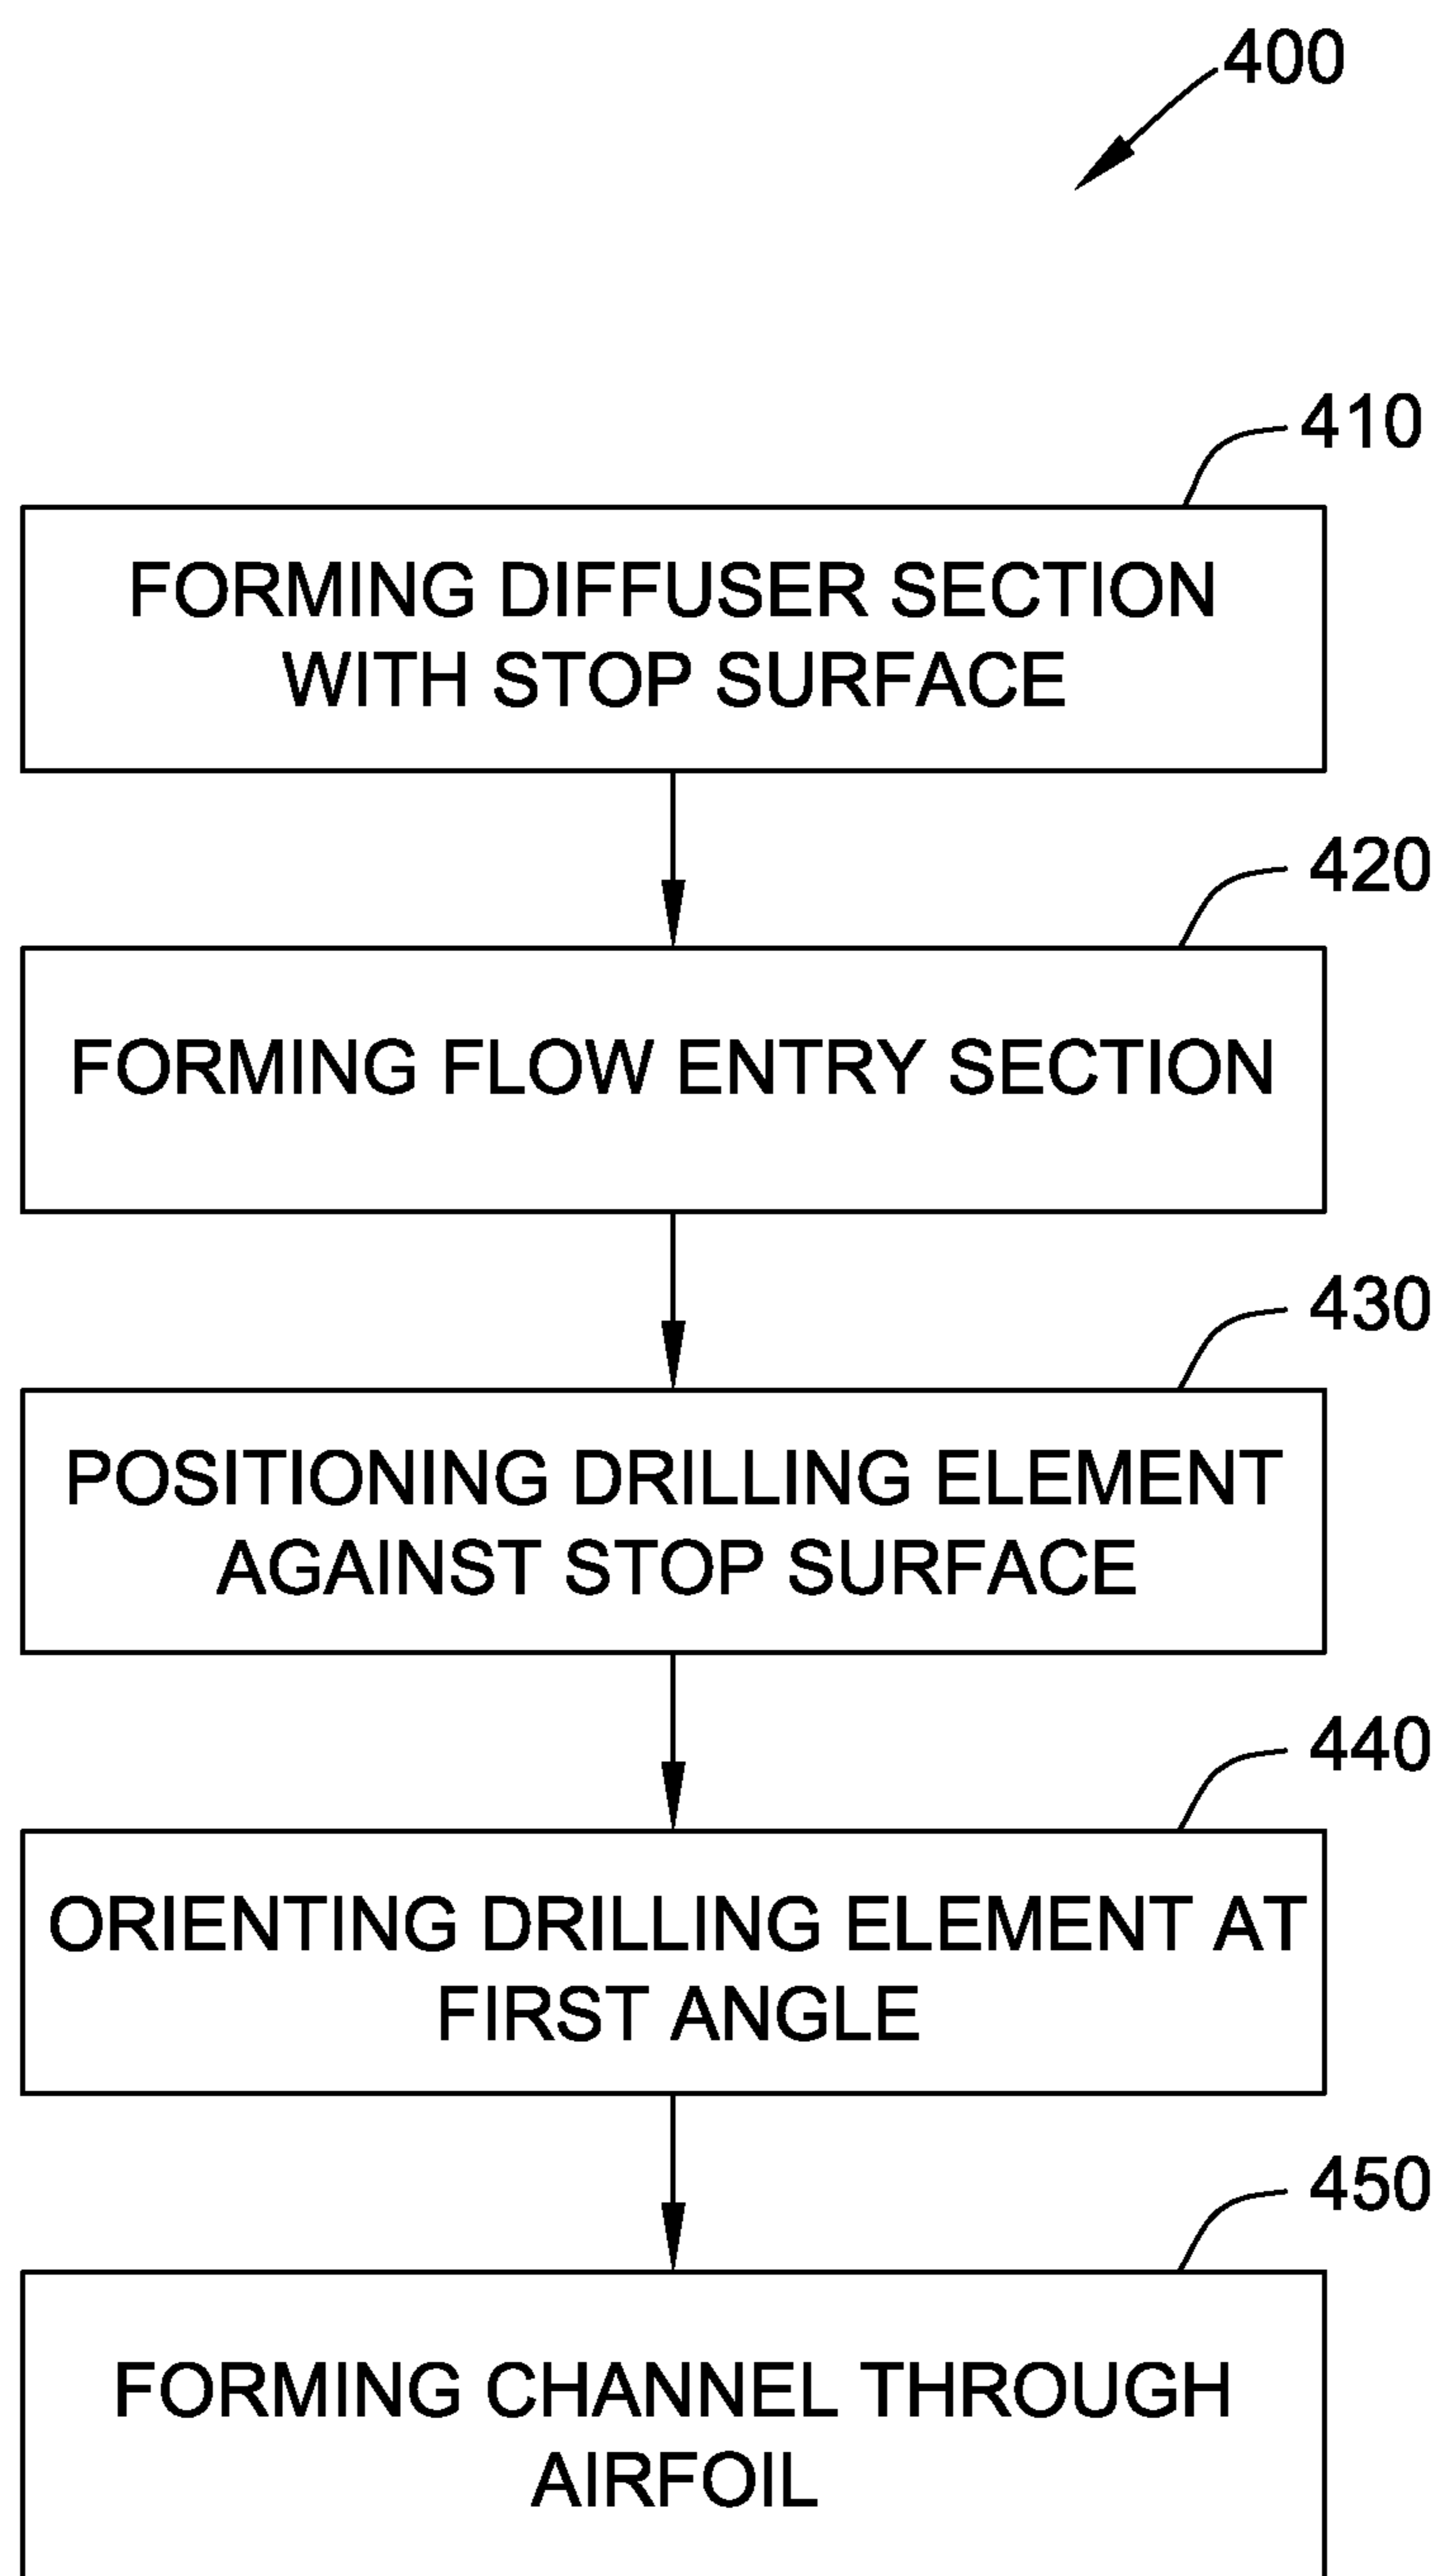 400
410
FORMING DIFFUSER SECTION
WITH STOP SURFACE
420
FORMING FLOW ENTRY SECTION
430
POSITIONING DRILLING ELEMENT
AGAINST STOP SURFACE
440
ORIENTING DRILLING ELEMENT AT
FIRST ANGLE
450
FORMING CHANNEL THROUGH
AIRFOIL